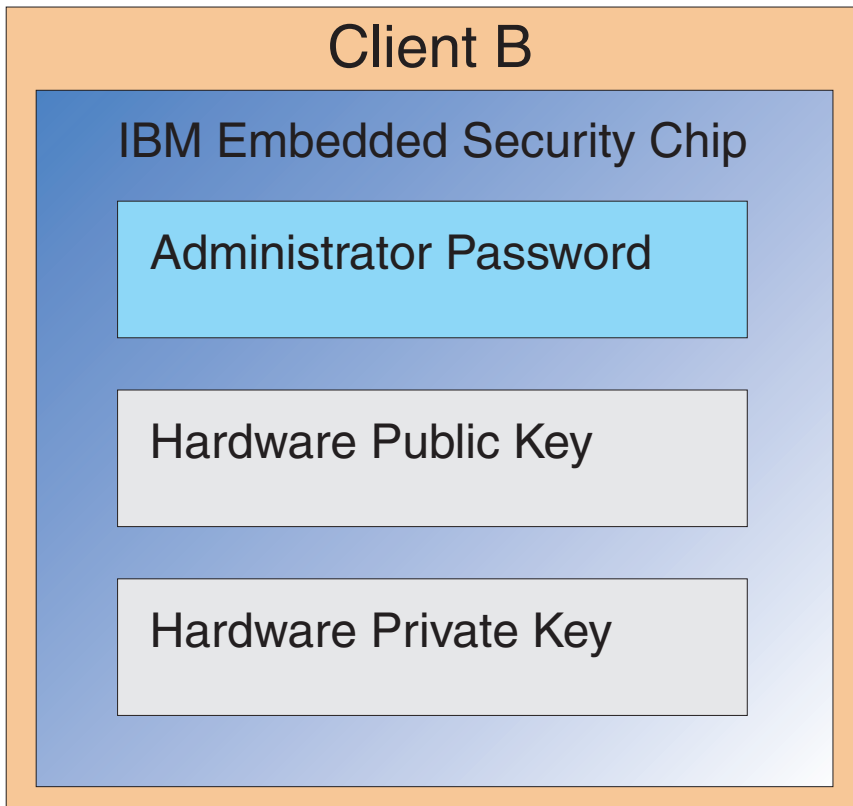 Client B
IBM Embedded Security Chip
Administrator Password
Hardware Public Key
Hardware Private Key